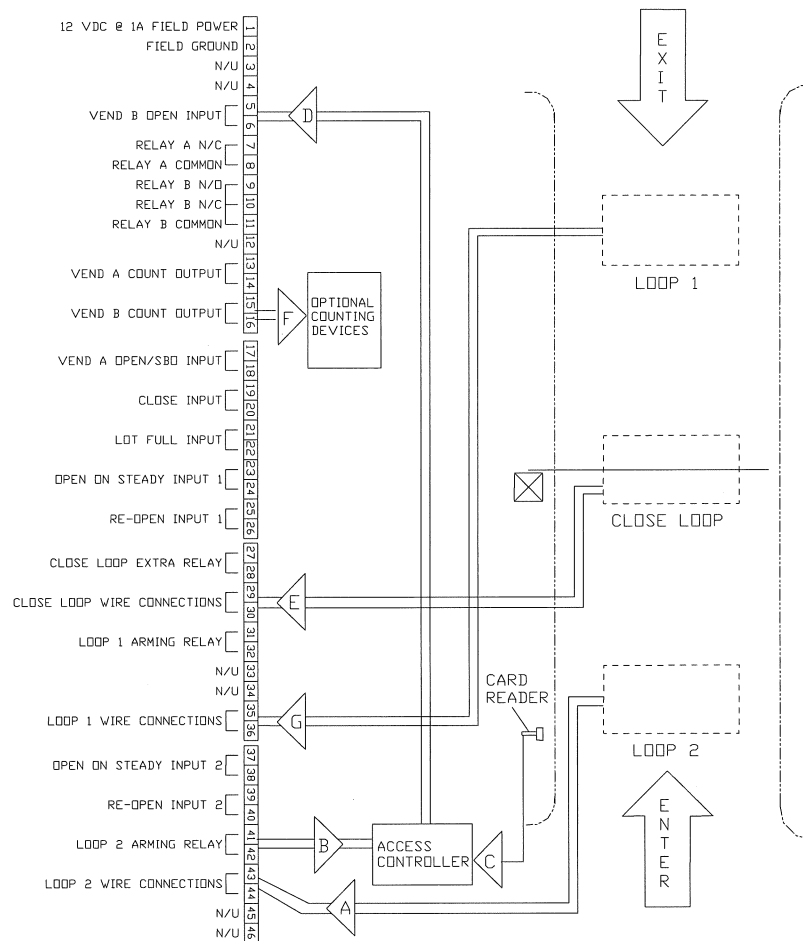 12 VDC @ 1A FIELD POWER 1
FIELD GROUND 2
N/U 3
N/U 4
VEND B OPEN INPUT 5 6
D
RELAY A N/C 7
RELAY A COMMON 8
RELAY B N/O 9
RELAY B N/C 10
RELAY B COMMON 11
N/U 12
VEND A COUNT OUTPUT 13 14
VEND B COUNT OUTPUT 15 16
F
OPTIONAL
COUNTING
DEVICES
VEND A OPEN/SBO INPUT 17 18
CLOSE INPUT 19 20
LOT FULL INPUT 21 22
OPEN ON STEADY INPUT 1 23 24
RE-OPEN INPUT 1 25 26
CLOSE LOOP EXTRA RELAY 27 28
CLOSE LOOP WIRE CONNECTIONS 29 30
E
LOOP 1 ARMING RELAY 31 32
N/U 33
N/U 34
LOOP 1 WIRE CONNECTIONS 35 36
G
OPEN ON STEADY INPUT 2 37 38
RE-OPEN INPUT 2 39 40
LOOP 2 ARMING RELAY 41 42
B
ACCESS
CONTROLLER
C
LOOP 2 WIRE CONNECTIONS 43 44
A
N/U 45
N/U 46
EXIT
LOOP 1
CLOSE LOOP
CARD
READER
LOOP 2
ENTER